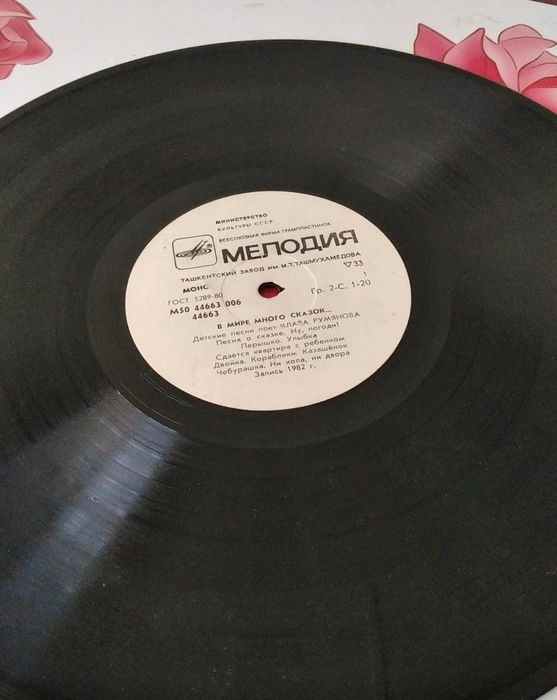 МИНИСТЕРСТВО
КУЛЬТУРЫ СССР
ВСЕСОЮЗНАЯ ФИРМА ГРАМПЛАСТИНОК
МЕЛОДИЯ
ТАШКЕНТСКИЙ ЗАВОД ИМ. М.Т. ТАШМУХАМЕДОВА
МОНО ▽33
ГОСТ 5289-80 1
М50 44663 006 Гр. 2-С. 1-20
44663
В МИРЕ МНОГО СКАЗОК...
Детские песни поет КЛАРА РУМЯНОВА
Песня о сказке. Ну, погоди!
Перышко. Улыбка
Сдается квартира с ребенком
Двойка. Кораблики. Казашёнок
Чебурашка. Ни кола, ни двора
Запись 1982 г.